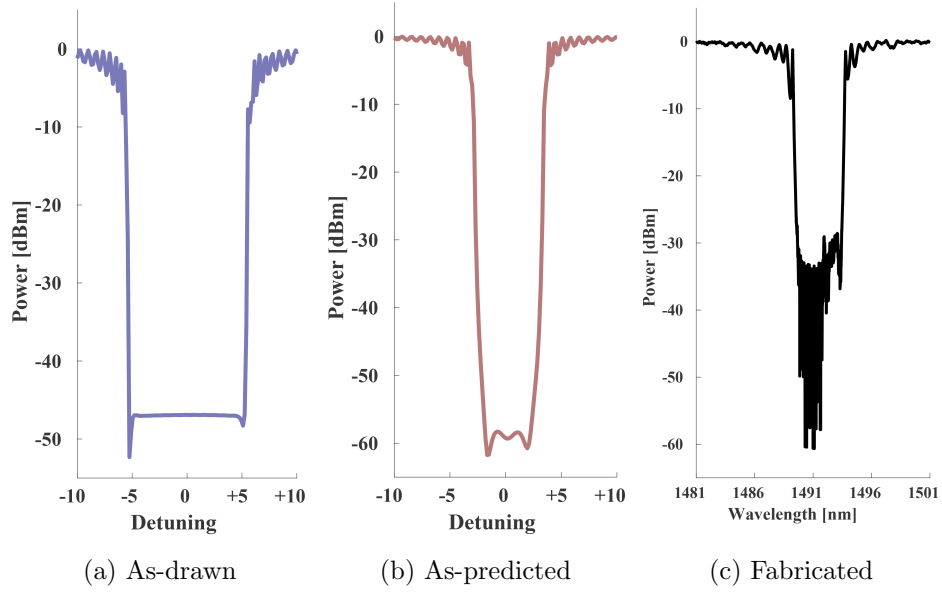 0
-10
-20
-30
-40
-50
Power [dBm]
-10 -5 0 +5 +10
Detuning
(a) As-drawn
0
-10
-20
-30
-40
-50
-60
Power [dBm]
-10 -5 0 +5 +10
Detuning
(b) As-predicted
0
-10
-20
-30
-40
-50
-60
Power [dBm]
1481 1486 1491 1496 1501
Wavelength [nm]
(c) Fabricated